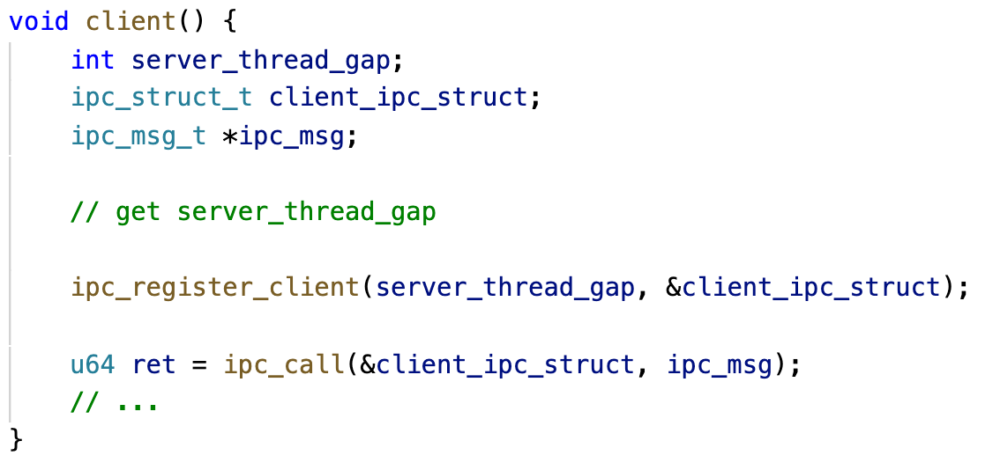 void client() {
    int server_thread_gap;
    ipc_struct_t client_ipc_struct;
    ipc_msg_t *ipc_msg;

    // get server_thread_gap

    ipc_register_client(server_thread_gap, &client_ipc_struct);

    u64 ret = ipc_call(&client_ipc_struct, ipc_msg);
    // ...
}